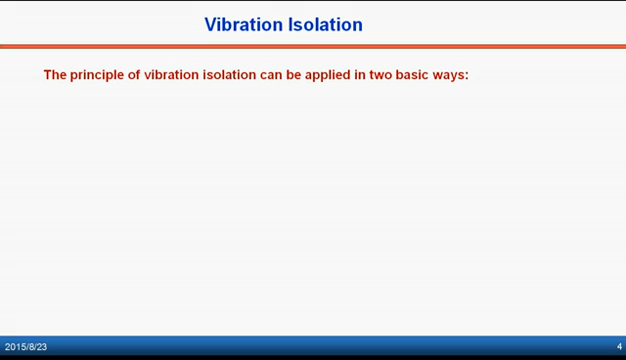 Vibration Isolation
The principle of vibration isolation can be applied in two basic ways:
2015/8/23
4